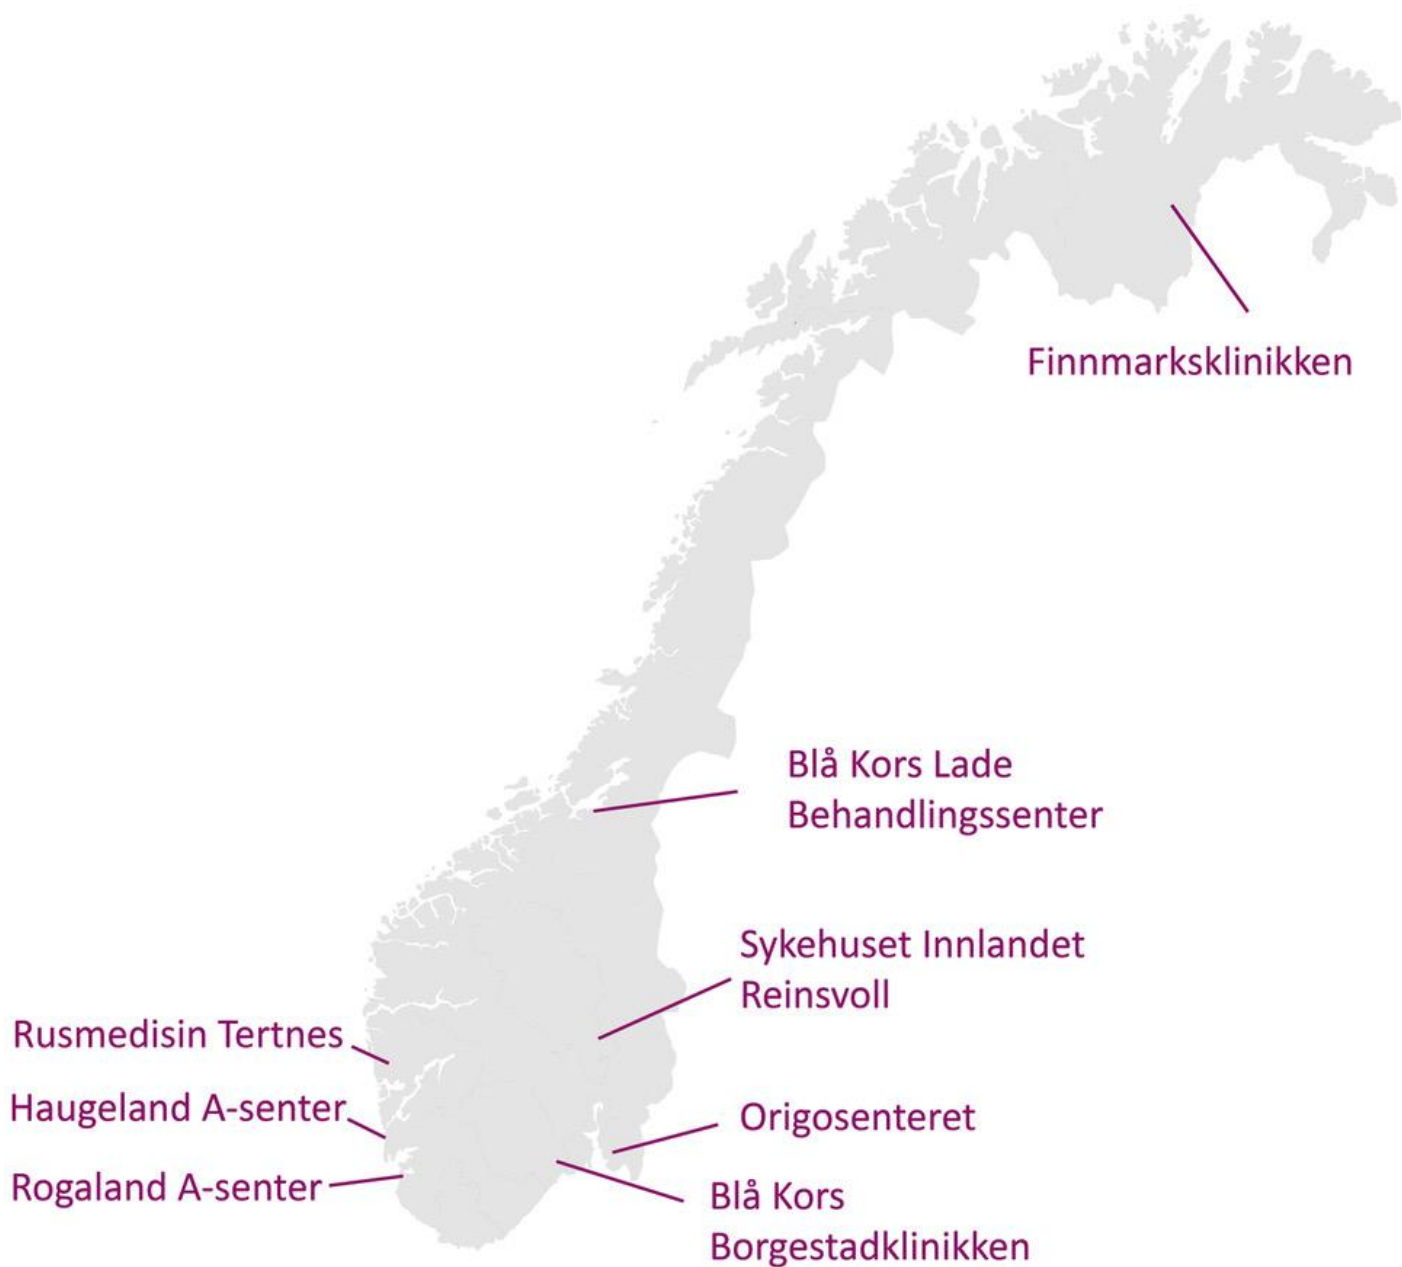 Finnmarksklinikken
Blå Kors Lade
Behandlingssenter
Sykehuset Innlandet
Reinsvoll
Rusmedisin Tertnes
Haugeland A-senter
Origosenteret
Rogaland A-senter
Blå Kors
Borgestadklinikken